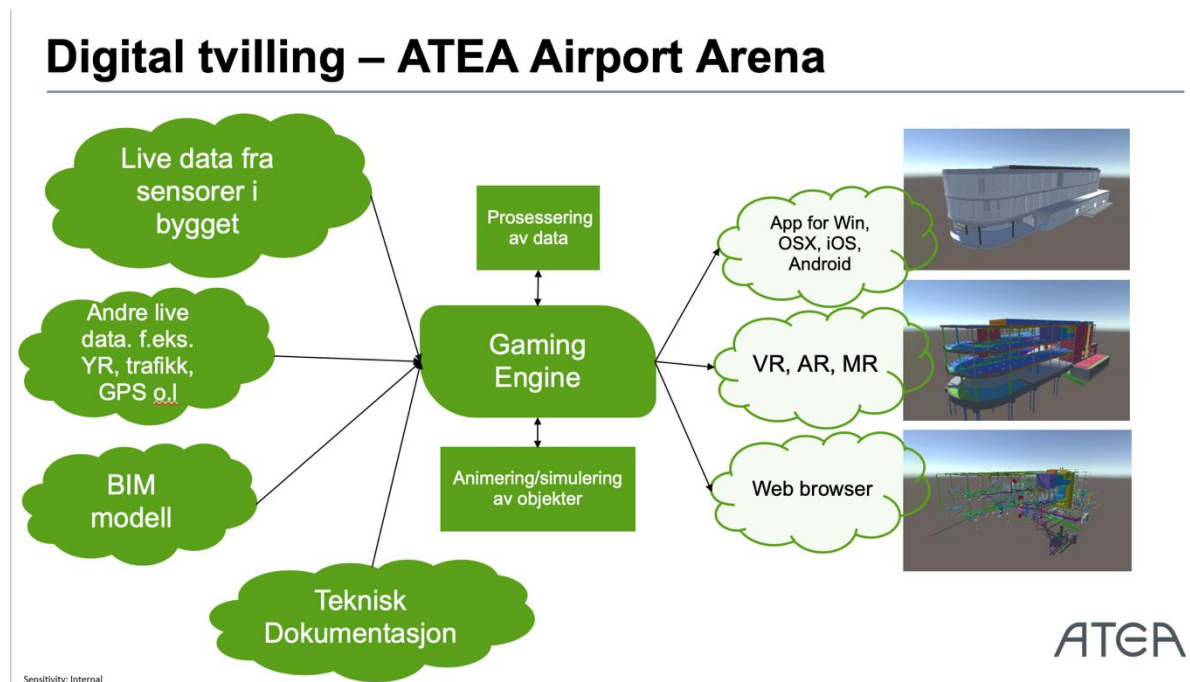 Digital tvilling – ATEA Airport Arena
Live data fra
sensorer i
bygget
Andre live
data. f.eks.
YR, trafikk,
GPS o.l
BIM
modell
Teknisk
Dokumentasjon
Prosessering
av data
Gaming
Engine
Animering/simulering
av objekter
App for Win,
OSX, iOS,
Android
VR, AR, MR
Web browser
ATEA
Sensitivity: Internal